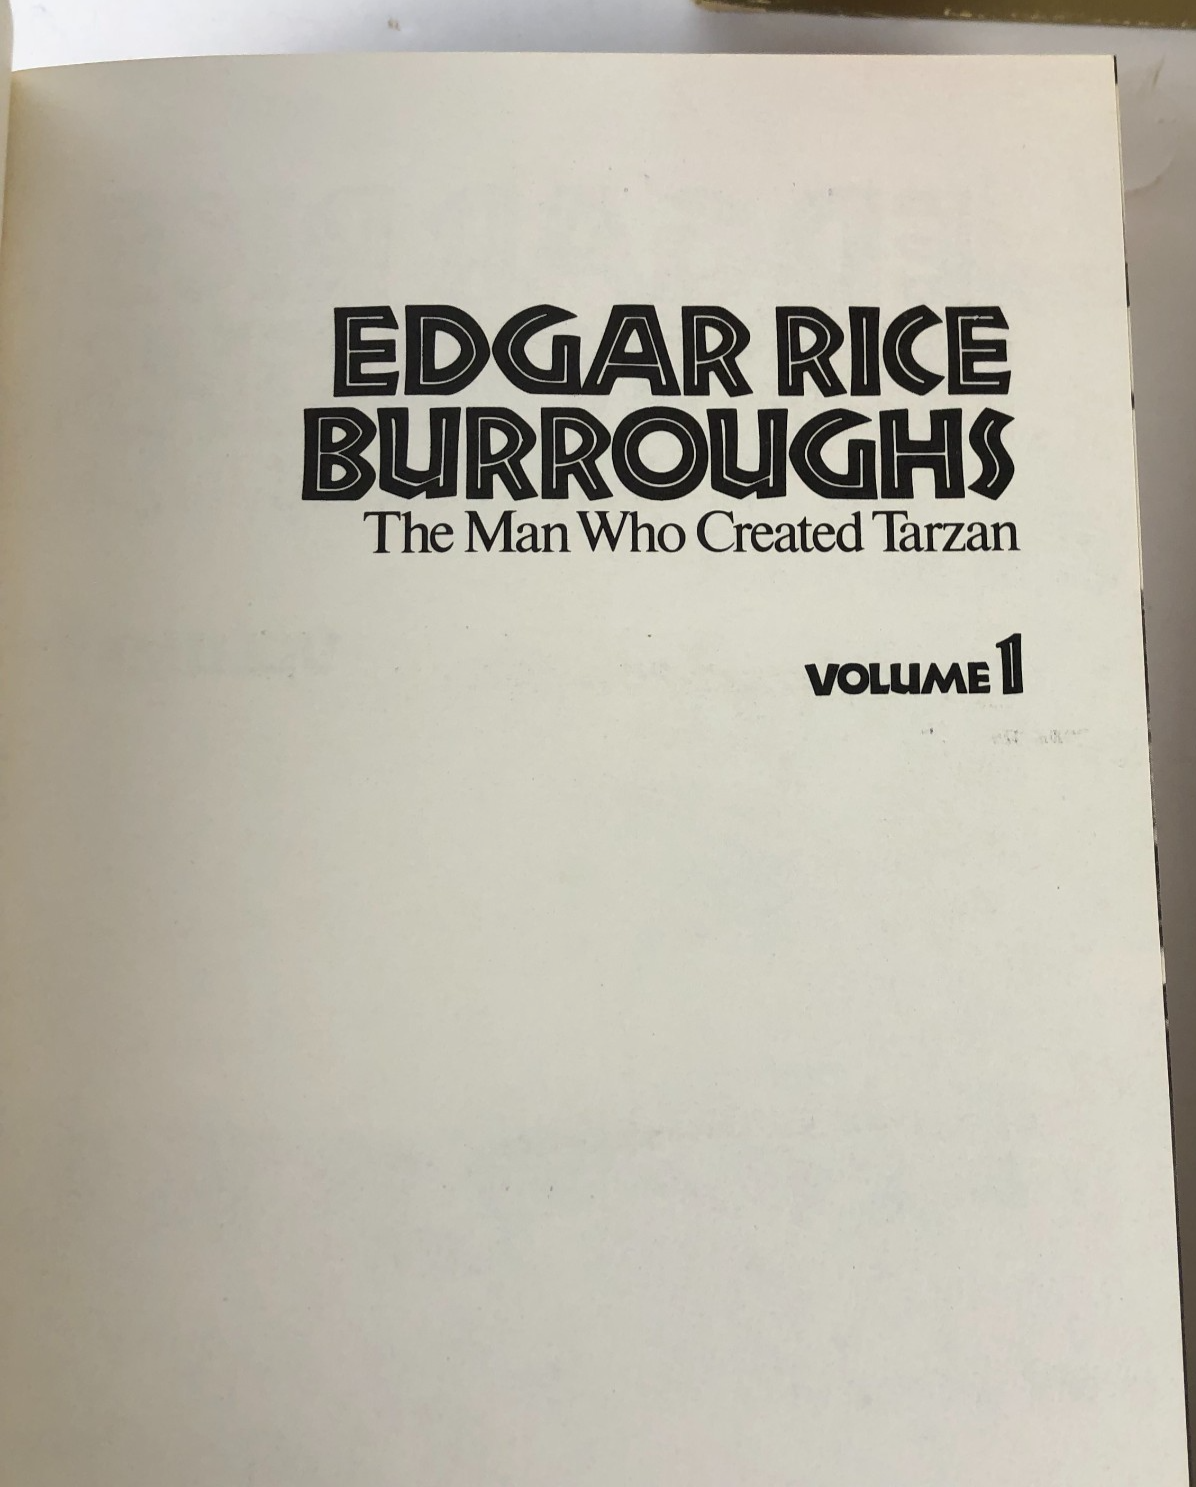 EDGAR RICE
BURROUGHS
The Man Who Created Tarzan
VOLUME 1